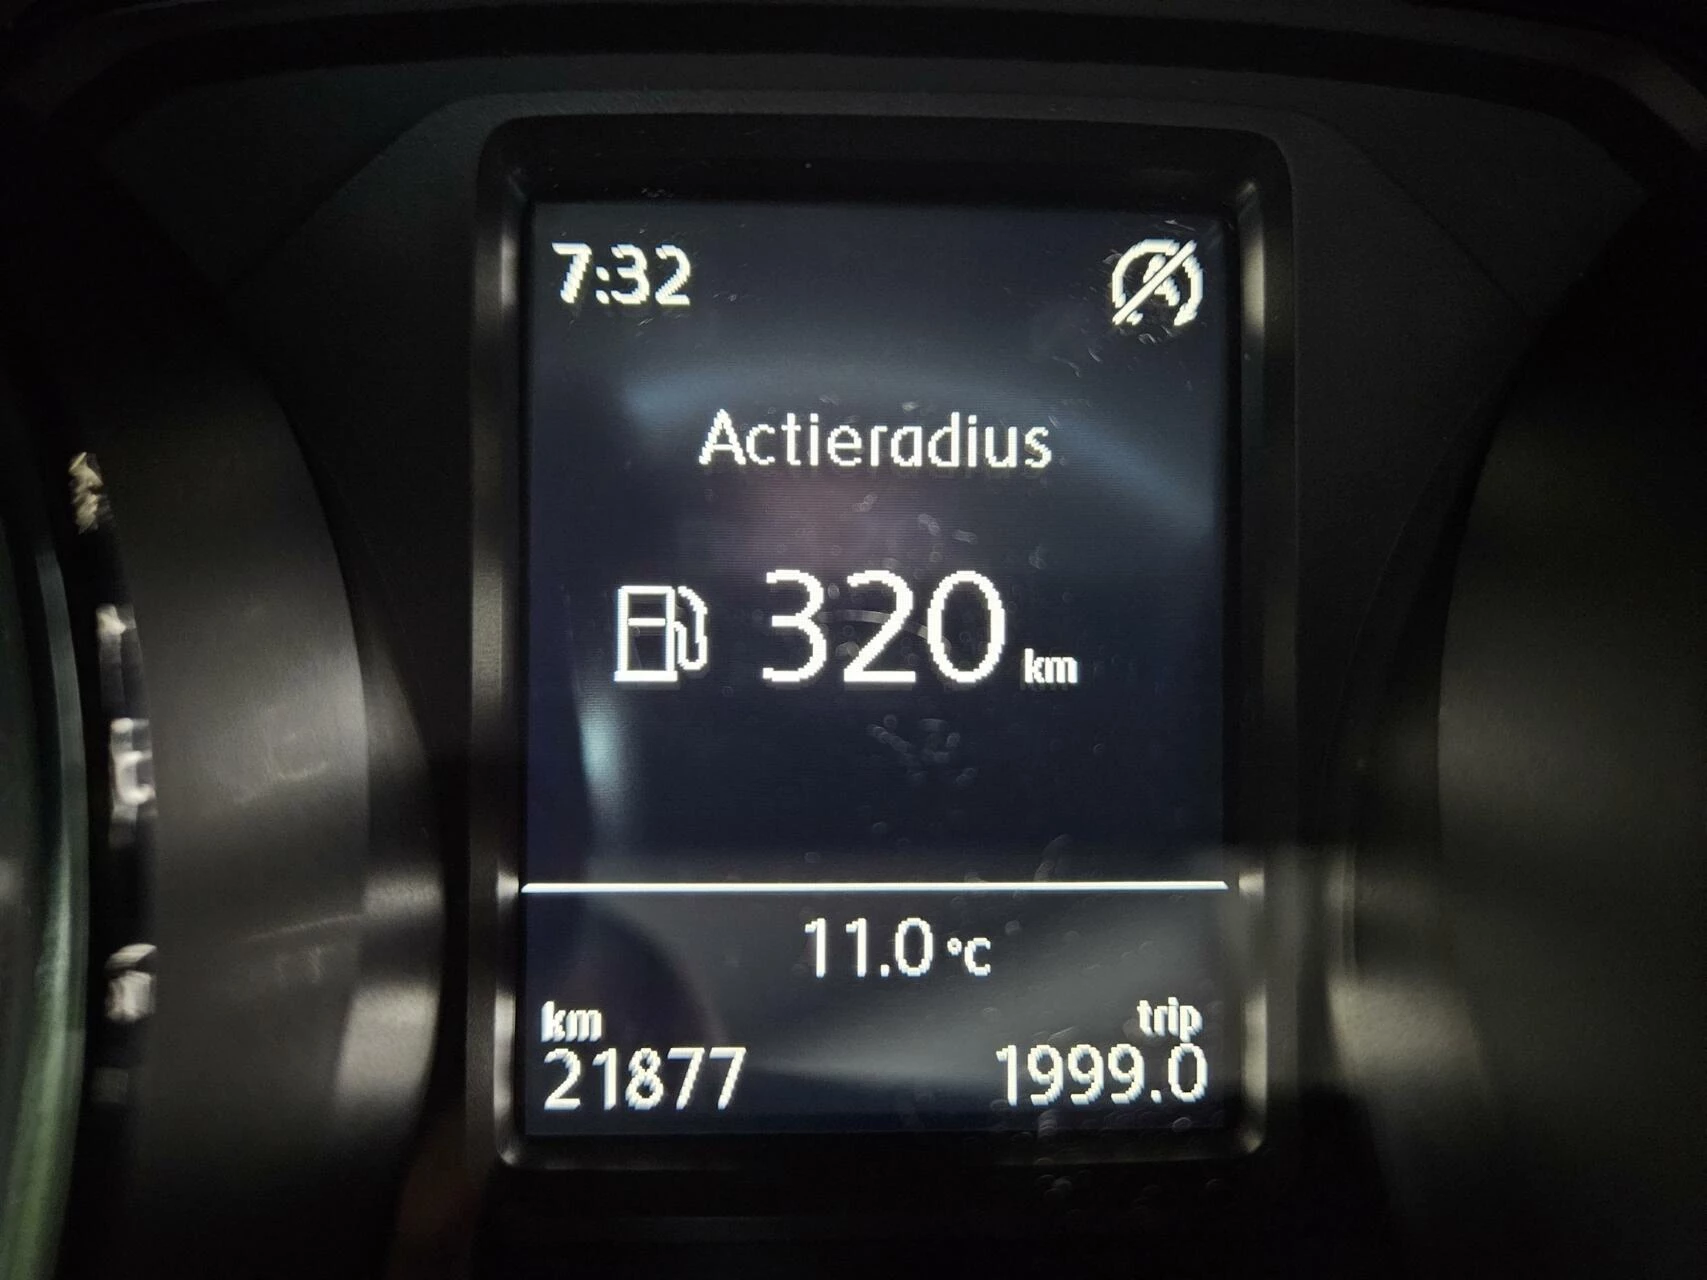 7:32
Actieradius
320 km
11.0 °C
km trip
21877 1999.0